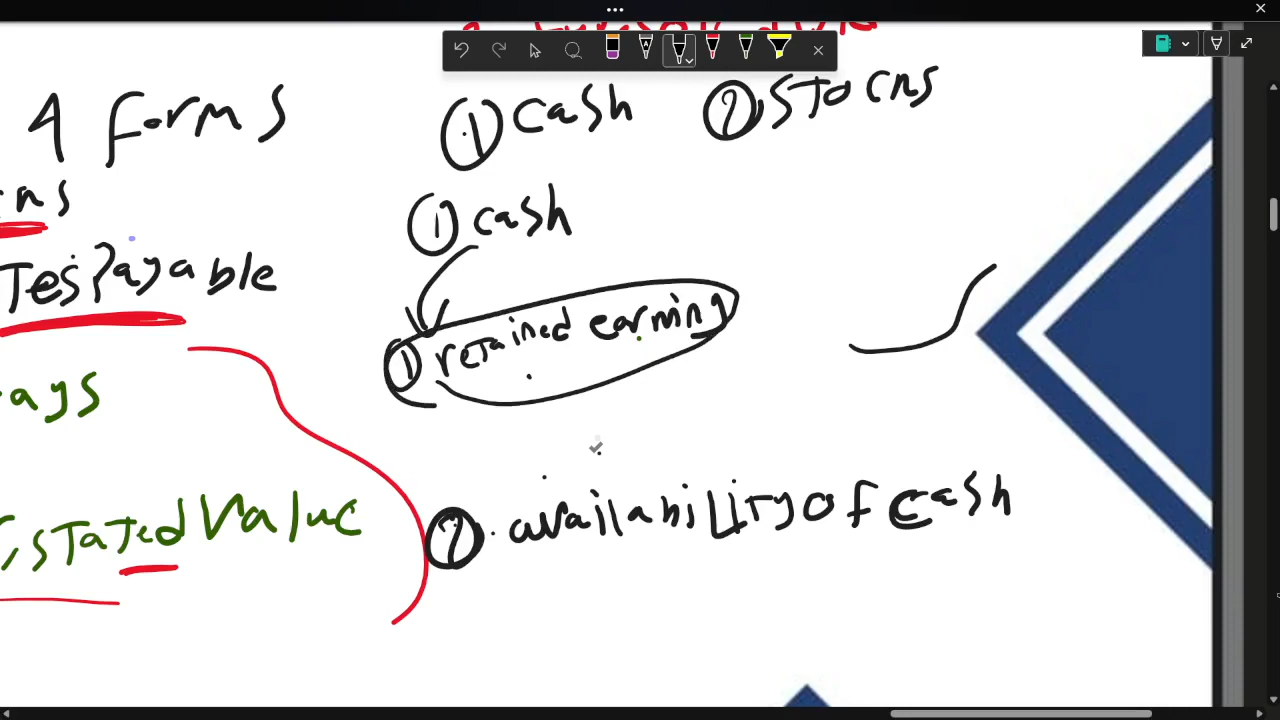 4 forms
① cash ② STOCNS
ns
① cash
Tes Payable
① retained earning
ays
, STated Value
② availability of cash